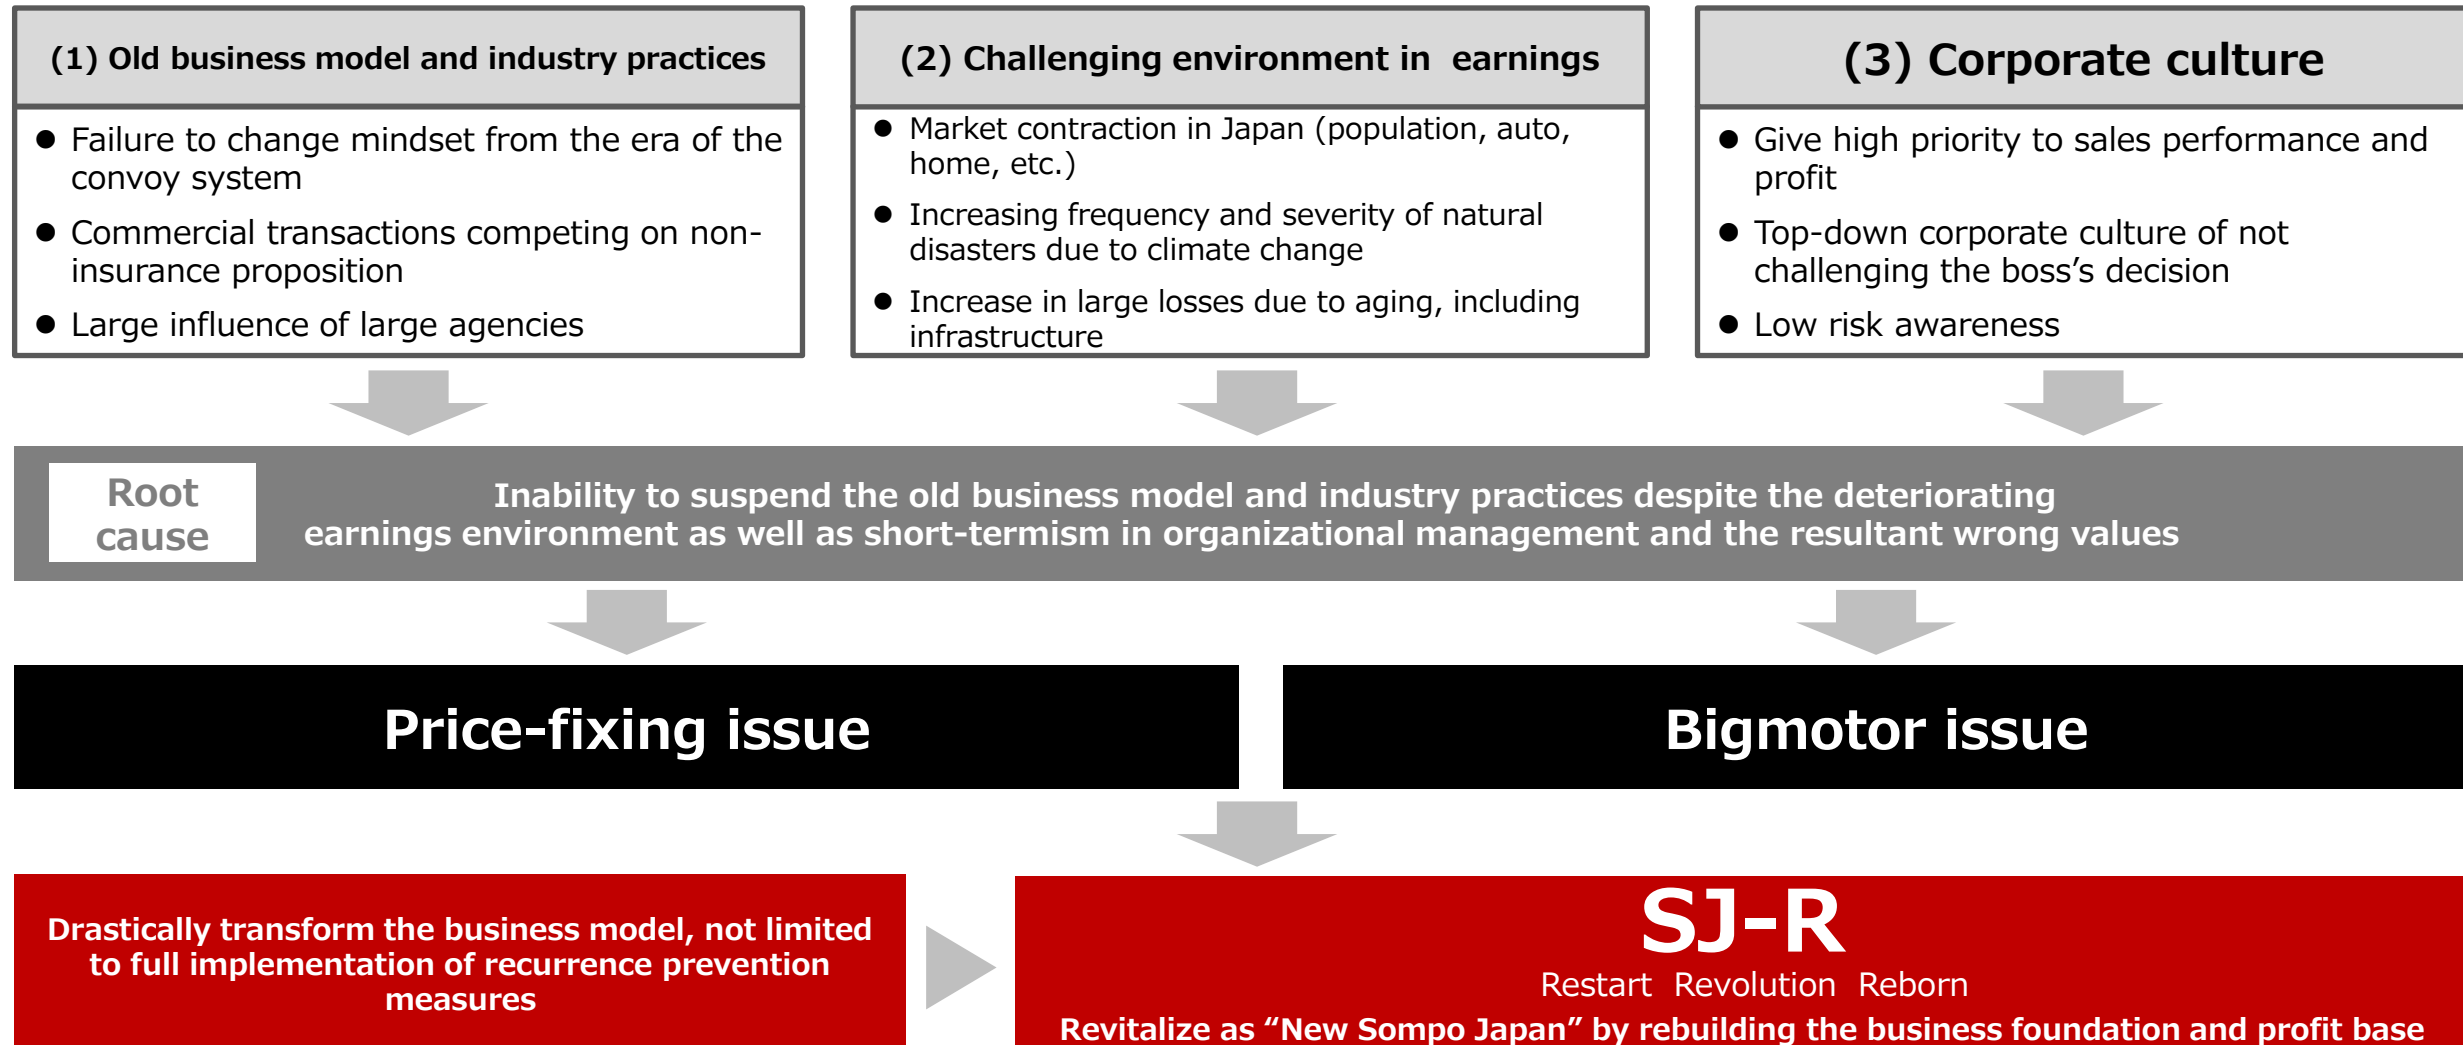 (1) Old business model and industry practices
● Failure to change mindset from the era of the
convoy system
● Commercial transactions competing on non-
insurance proposition
● Large influence of large agencies
(2) Challenging environment in earnings
● Market contraction in Japan (population, auto,
home, etc.)
● Increasing frequency and severity of natural
disasters due to climate change
● Increase in large losses due to aging, including
infrastructure
(3) Corporate culture
● Give high priority to sales performance and
profit
● Top-down corporate culture of not
challenging the boss’s decision
● Low risk awareness
Root
cause
Inability to suspend the old business model and industry practices despite the deteriorating
earnings environment as well as short-termism in organizational management and the resultant wrong values
Price-fixing issue
Bigmotor issue
Drastically transform the business model, not limited
to full implementation of recurrence prevention
measures
SJ-R
Restart Revolution Reborn
Revitalize as “New Sompo Japan” by rebuilding the business foundation and profit base